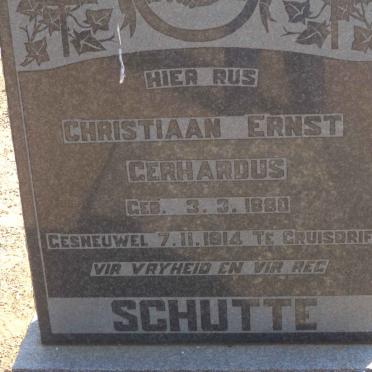 HIER RUS
CHRISTIAAN ERNST
GERHARDUS
GEB. 3.3.1880
GESNEUWEL 7.11.1914 TE CRUISDRIF
VIR VRYHEID EN VIR REG
SCHUTTE